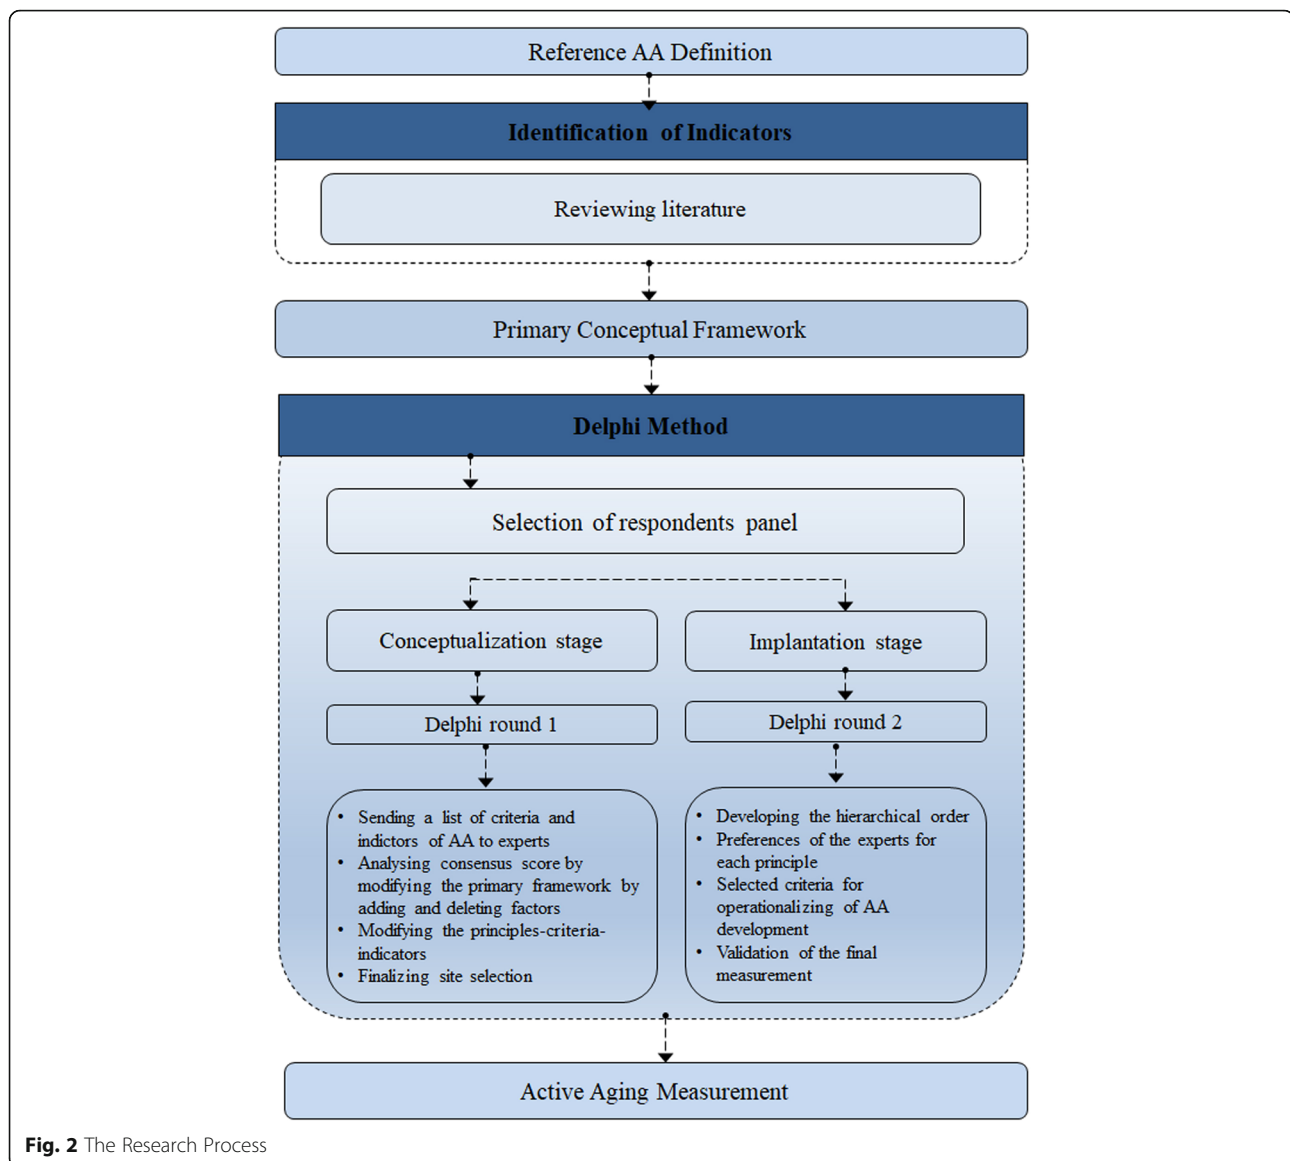 Reference AA Definition
Identification of Indicators
Reviewing literature
Primary Conceptual Framework
Delphi Method
Selection of respondents panel
Conceptualization stage
Implantation stage
Delphi round 1
Delphi round 2
• Sending a list of criteria and
indictors of AA to experts
• Analysing consensus score by
modifying the primary framework by
adding and deleting factors
• Modifying the principles-criteria-
indicators
• Finalizing site selection
• Developing the hierarchical order
• Preferences of the experts for
each principle
• Selected criteria for
operationalizing of AA
development
• Validation of the final
measurement
Active Aging Measurement
Fig. 2 The Research Process